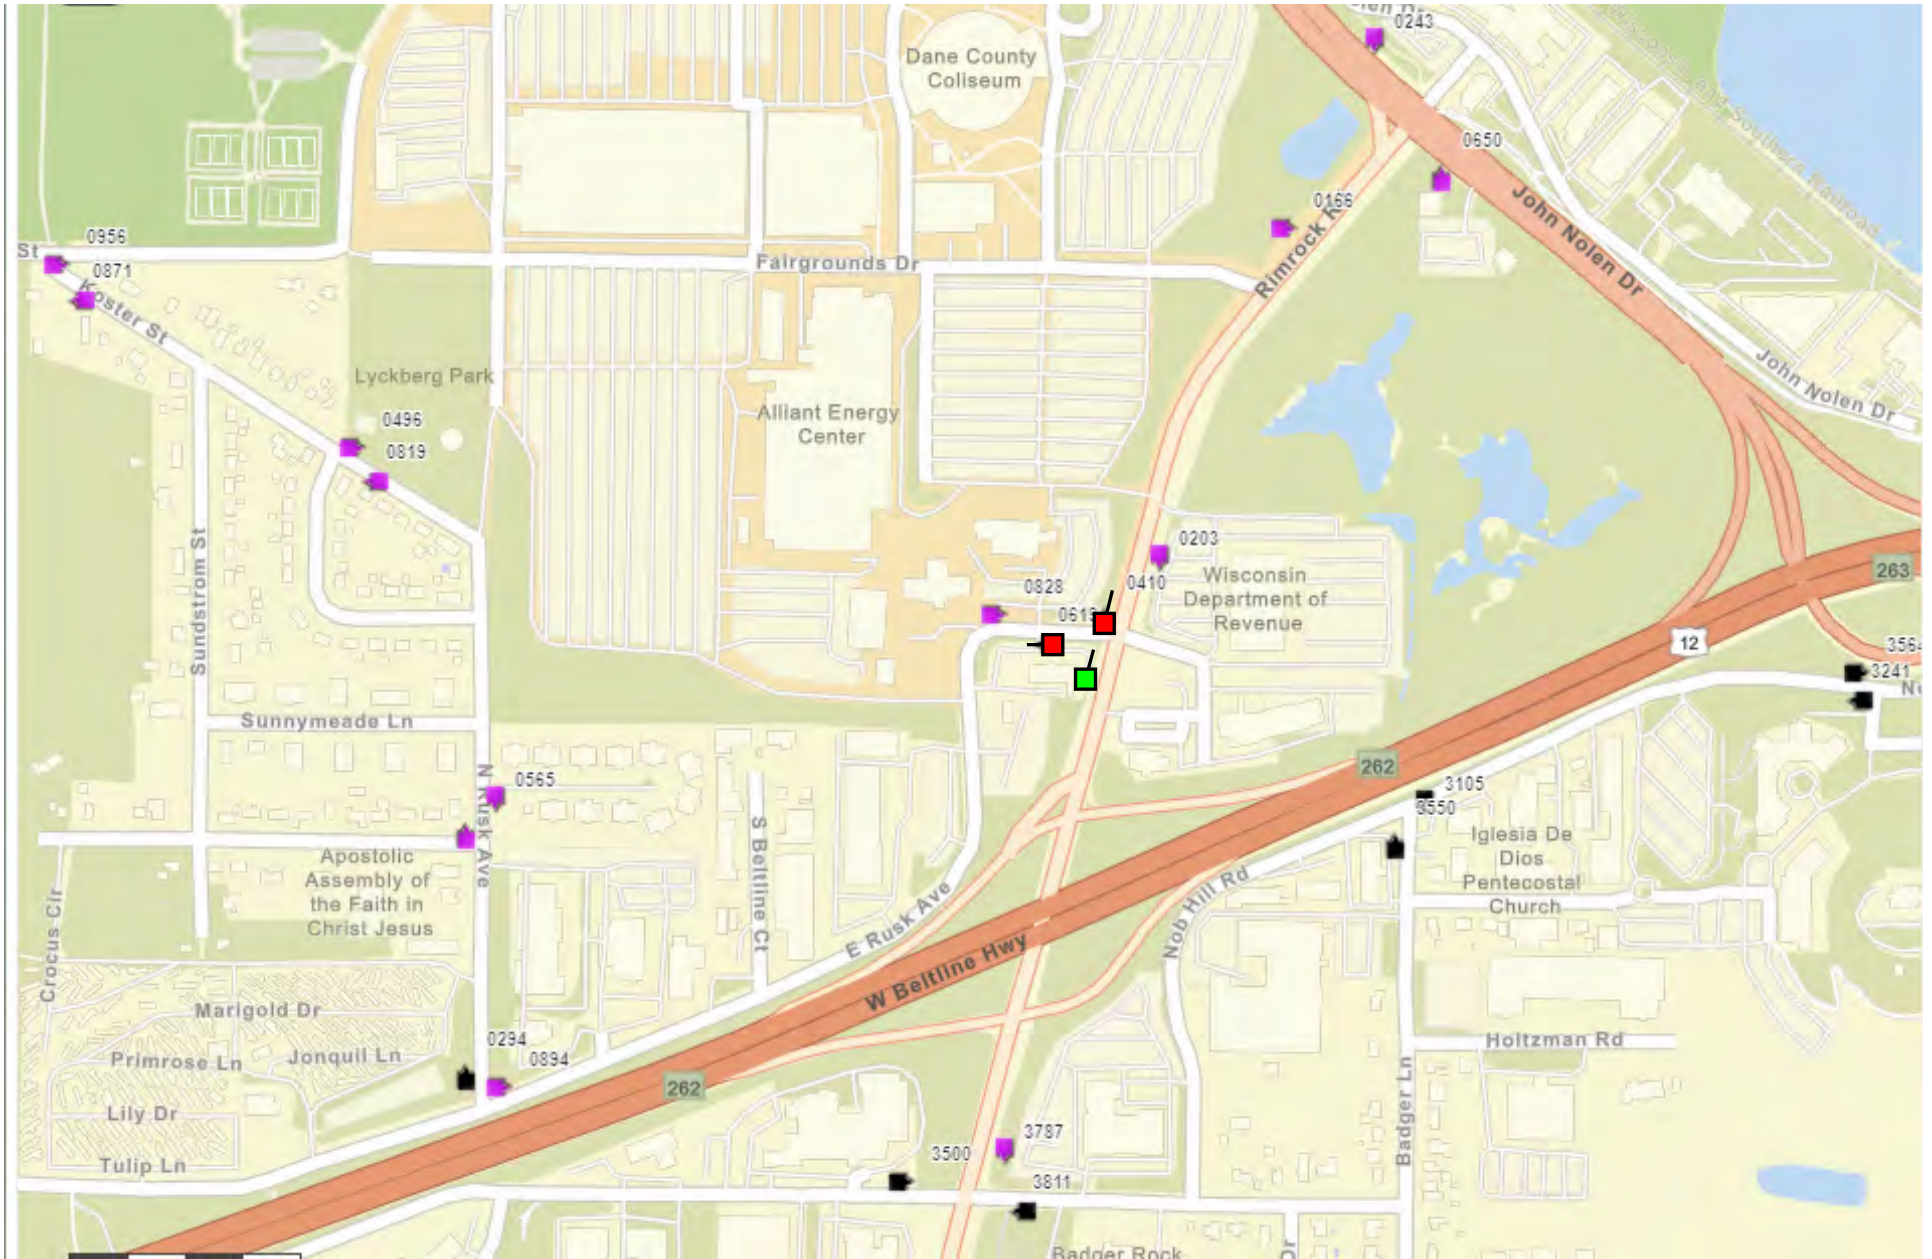 0243
Dane County
Coliseum
0650
John Nolen Dr
0166
Rimrock R
0956
St
0871
Koster St
Fairgrounds Dr
John Nolen Dr
Lyckberg Park
0496
0819
Alliant Energy
Center
0203
0828
0410
Wisconsin
Department of
Revenue
263
12
3564
3241
Sundstrom St
Sunnymeade Ln
262
0565
N Rusk Ave
3105
3550
Iglesia De
Dios
Pentecostal
Church
S Beltline Ct
Apostolic
Assembly of
the Faith in
Christ Jesus
E Rusk Ave
Nob Hill Rd
W Beltline Hwy
Crocus Cir
Marigold Dr
Primrose Ln
Jonquil Ln
0294
0894
262
Holtzman Rd
Badger Ln
Lily Dr
Tulip Ln
3787
3500
3811
Badger Rock
Dr